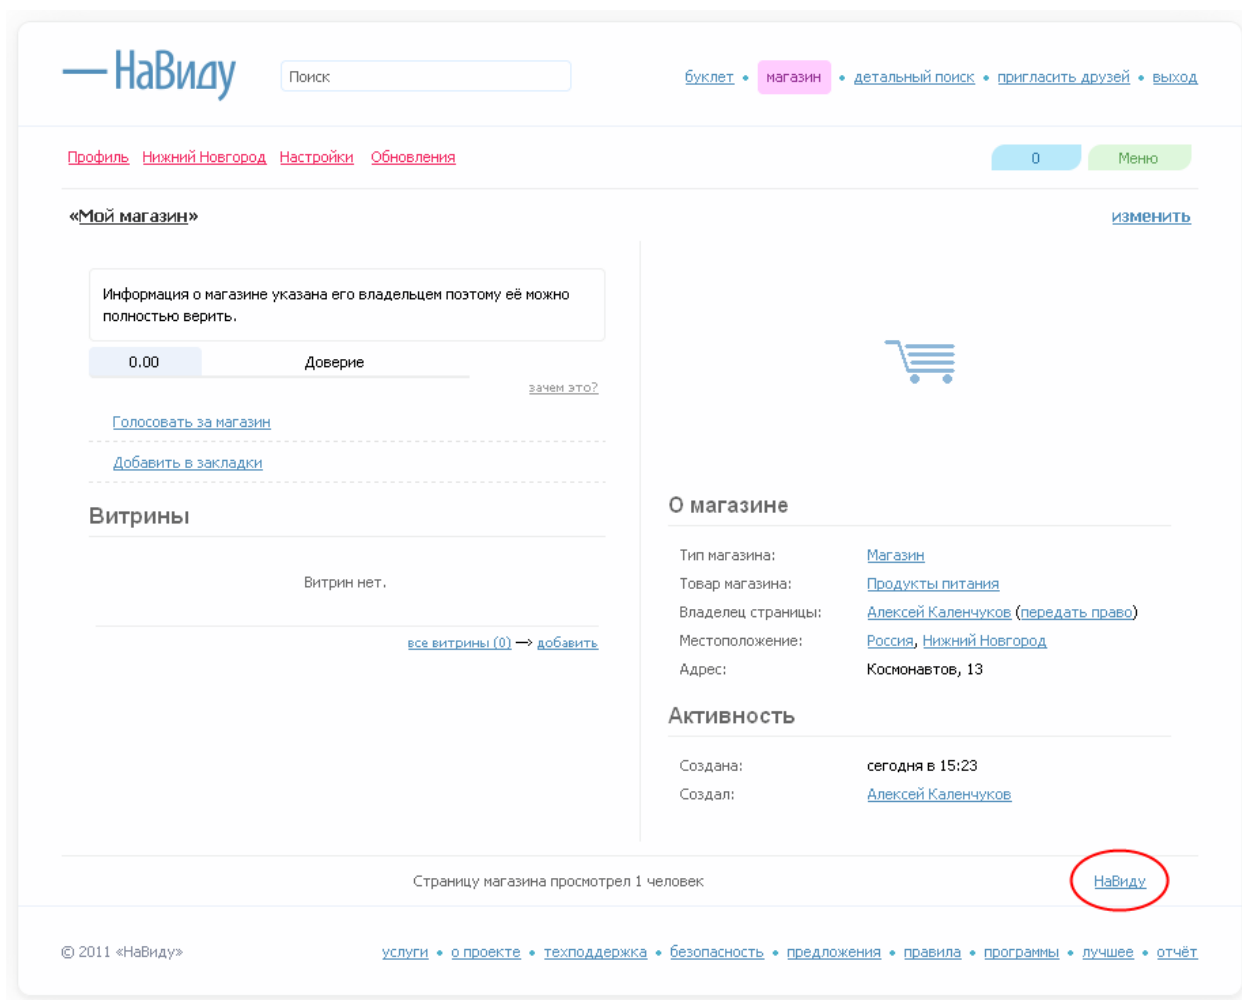 — НаВиду
Поиск
буклет • магазин • детальный поиск • пригласить друзей • выход
Профиль Нижний Новгород Настройки Обновления
0 Меню
«Мой магазин»
изменить
Информация о магазине указана его владельцем поэтому её можно
полностью верить.
0.00 Доверие
зачем это?
Голосовать за магазин
Добавить в закладки
Витрины
Витрин нет.
все витрины (0) —> добавить
О магазине
Тип магазина: Магазин
Товар магазина: Продукты питания
Владелец страницы: Алексей Каленчуков (передать право)
Местоположение: Россия, Нижний Новгород
Адрес: Космонавтов, 13
Активность
Создана: сегодня в 15:23
Создал: Алексей Каленчуков
Страницу магазина просмотрел 1 человек
НаВиду
© 2011 «НаВиду»
услуги • о проекте • техподдержка • безопасность • предложения • правила • программы • лучшее • отчёт